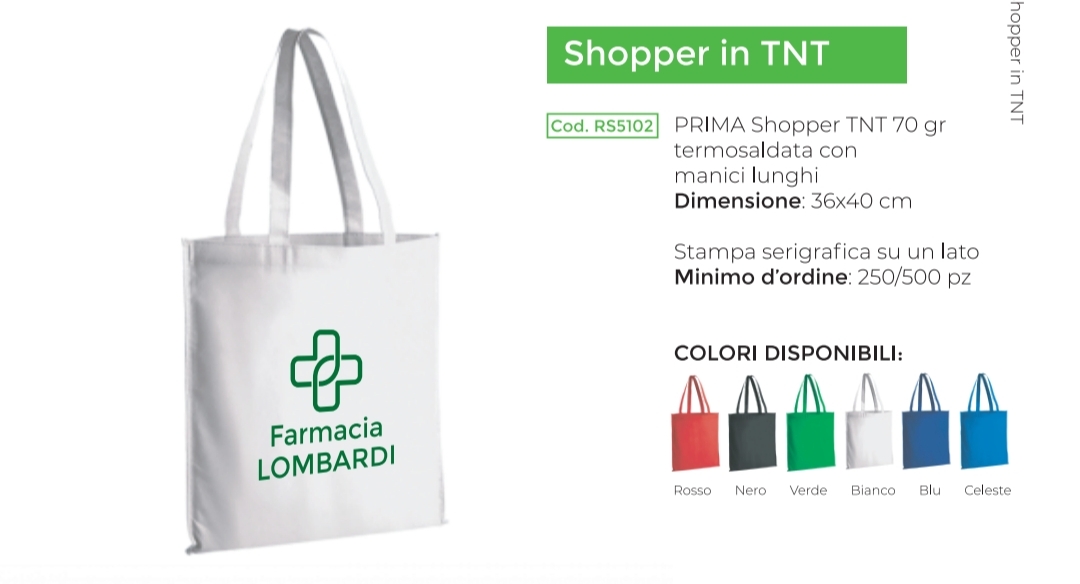 Shopper in TNT
hopper in TNT
Cod. RS5102
PRIMA Shopper TNT 70 gr
termosaldata con
manici lunghi
Dimensione: 36x40 cm
Stampa serigrafica su un lato
Minimo d'ordine: 250/500 pz
COLORI DISPONIBILI:
Rosso Nero Verde Bianco Blu Celeste
Farmacia
LOMBARDI